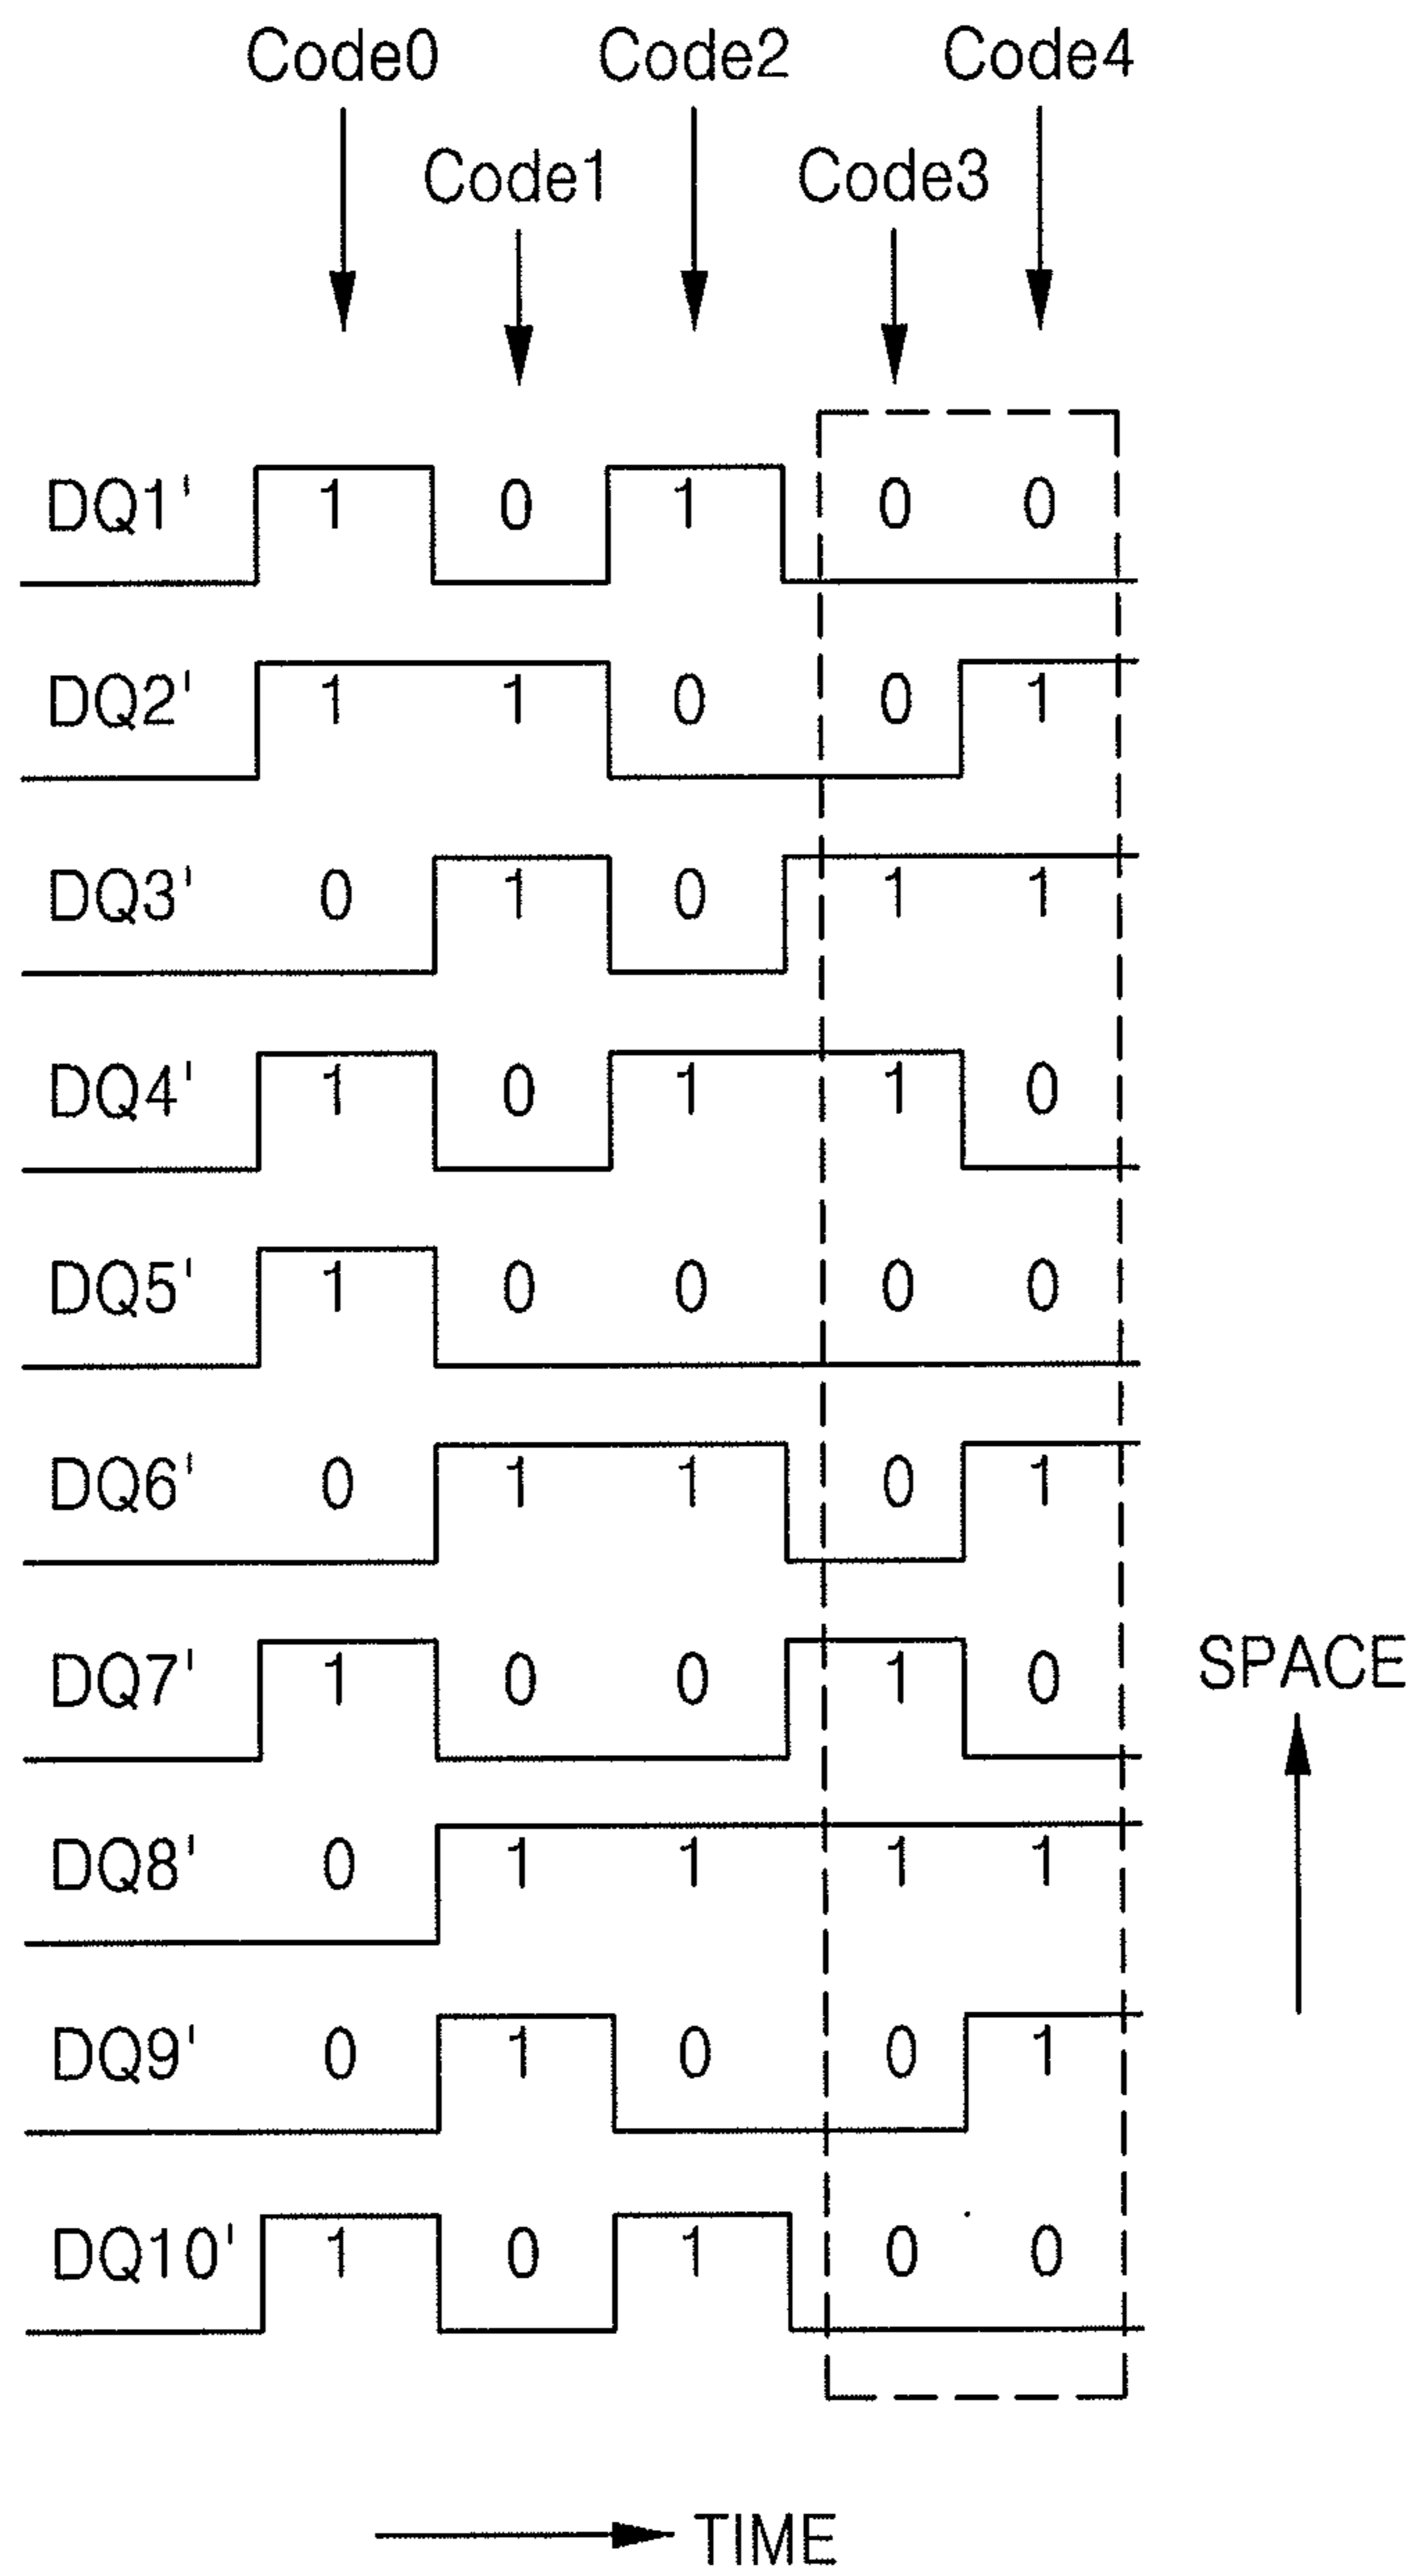 Code0 Code2 Code4
Code1 Code3
DQ1' 1 0 1 0 0
DQ2' 1 1 0 0 1
DQ3' 0 1 0 1 1
DQ4' 1 0 1 1 0
DQ5' 1 0 0 0 0
DQ6' 0 1 1 0 1
DQ7' 1 0 0 1 0
SPACE
DQ8' 0 1 1 1 1
DQ9' 0 1 0 0 1
DQ10' 1 0 1 0 0
TIME